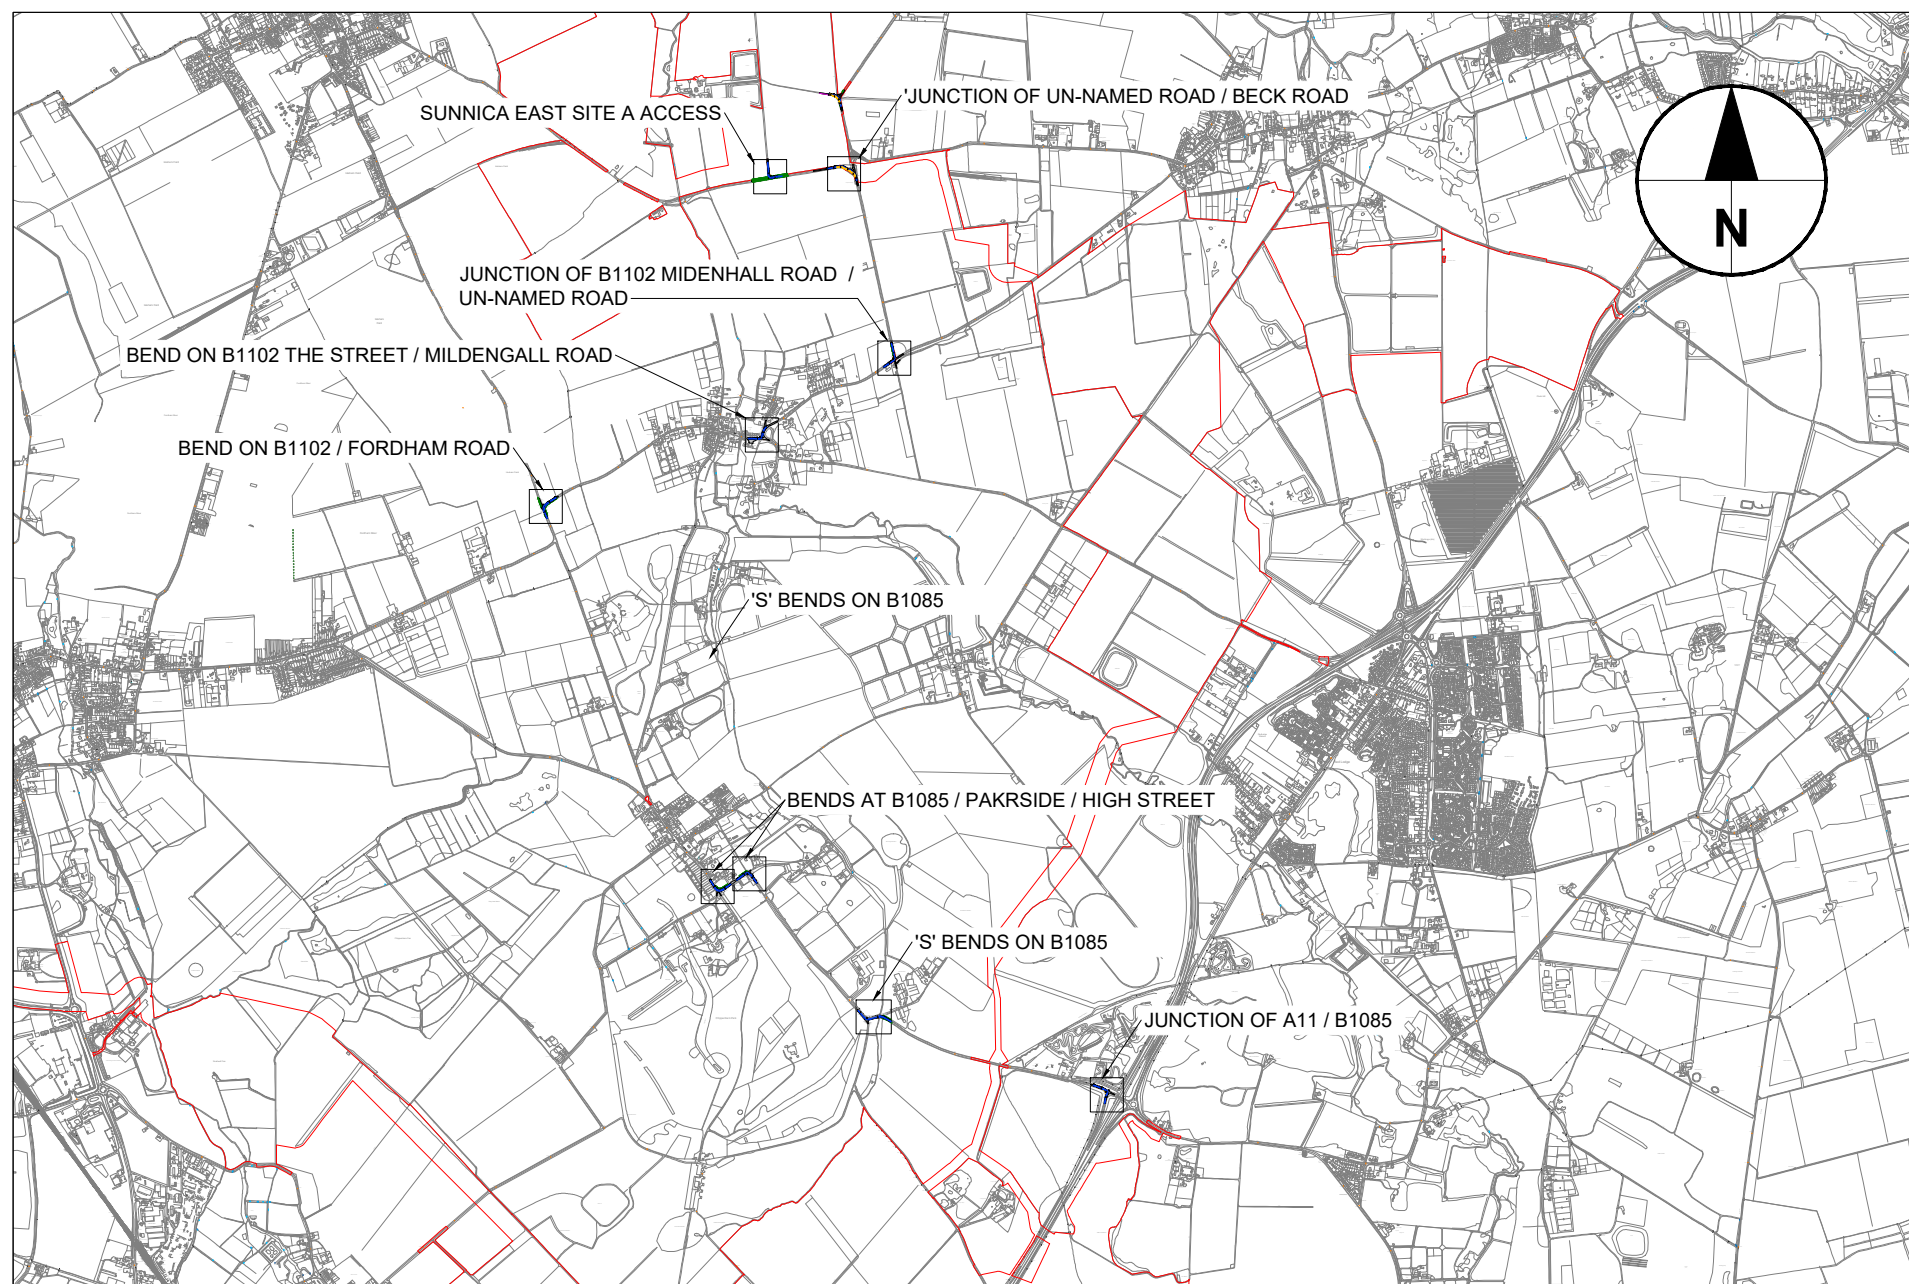 'JUNCTION OF UN-NAMED ROAD / BECK ROAD
SUNNICA EAST SITE A ACCESS
N
JUNCTION OF B1102 MIDENHALL ROAD /
UN-NAMED ROAD
BEND ON B1102 THE STREET / MILDENGALL ROAD
BEND ON B1102 / FORDHAM ROAD
'S' BENDS ON B1085
BENDS AT B1085 / PAKRSIDE / HIGH STREET
'S' BENDS ON B1085
JUNCTION OF A11 / B1085